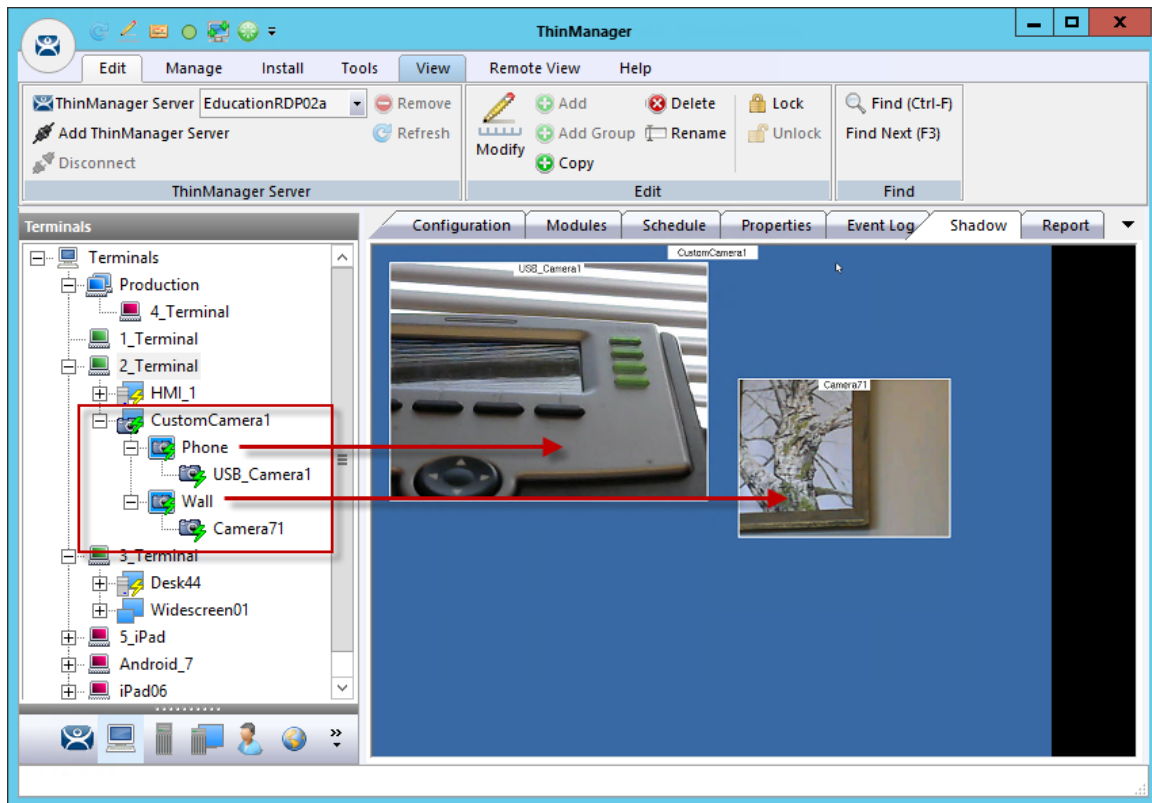 ThinManager
Edit Manage Install Tools View Remote View Help
ThinManager Server EducationRDP02a Remove
Add ThinManager Server Refresh
Disconnect
ThinManager Server
Modify
Add Delete Lock
Add Group Rename Unlock
Copy
Edit
Find (Ctrl-F)
Find Next (F3)
Find
Terminals
Configuration Modules Schedule Properties Event Log Shadow Report
Terminals
Production
4_Terminal
1_Terminal
2_Terminal
HMI_1
CustomCamera1
Phone
USB_Camera1
Wall
Camera71
3_Terminal
Desk44
Widescreen01
5_iPad
Android_7
iPad06
CustomCamera1
USB_Camera1
Camera71